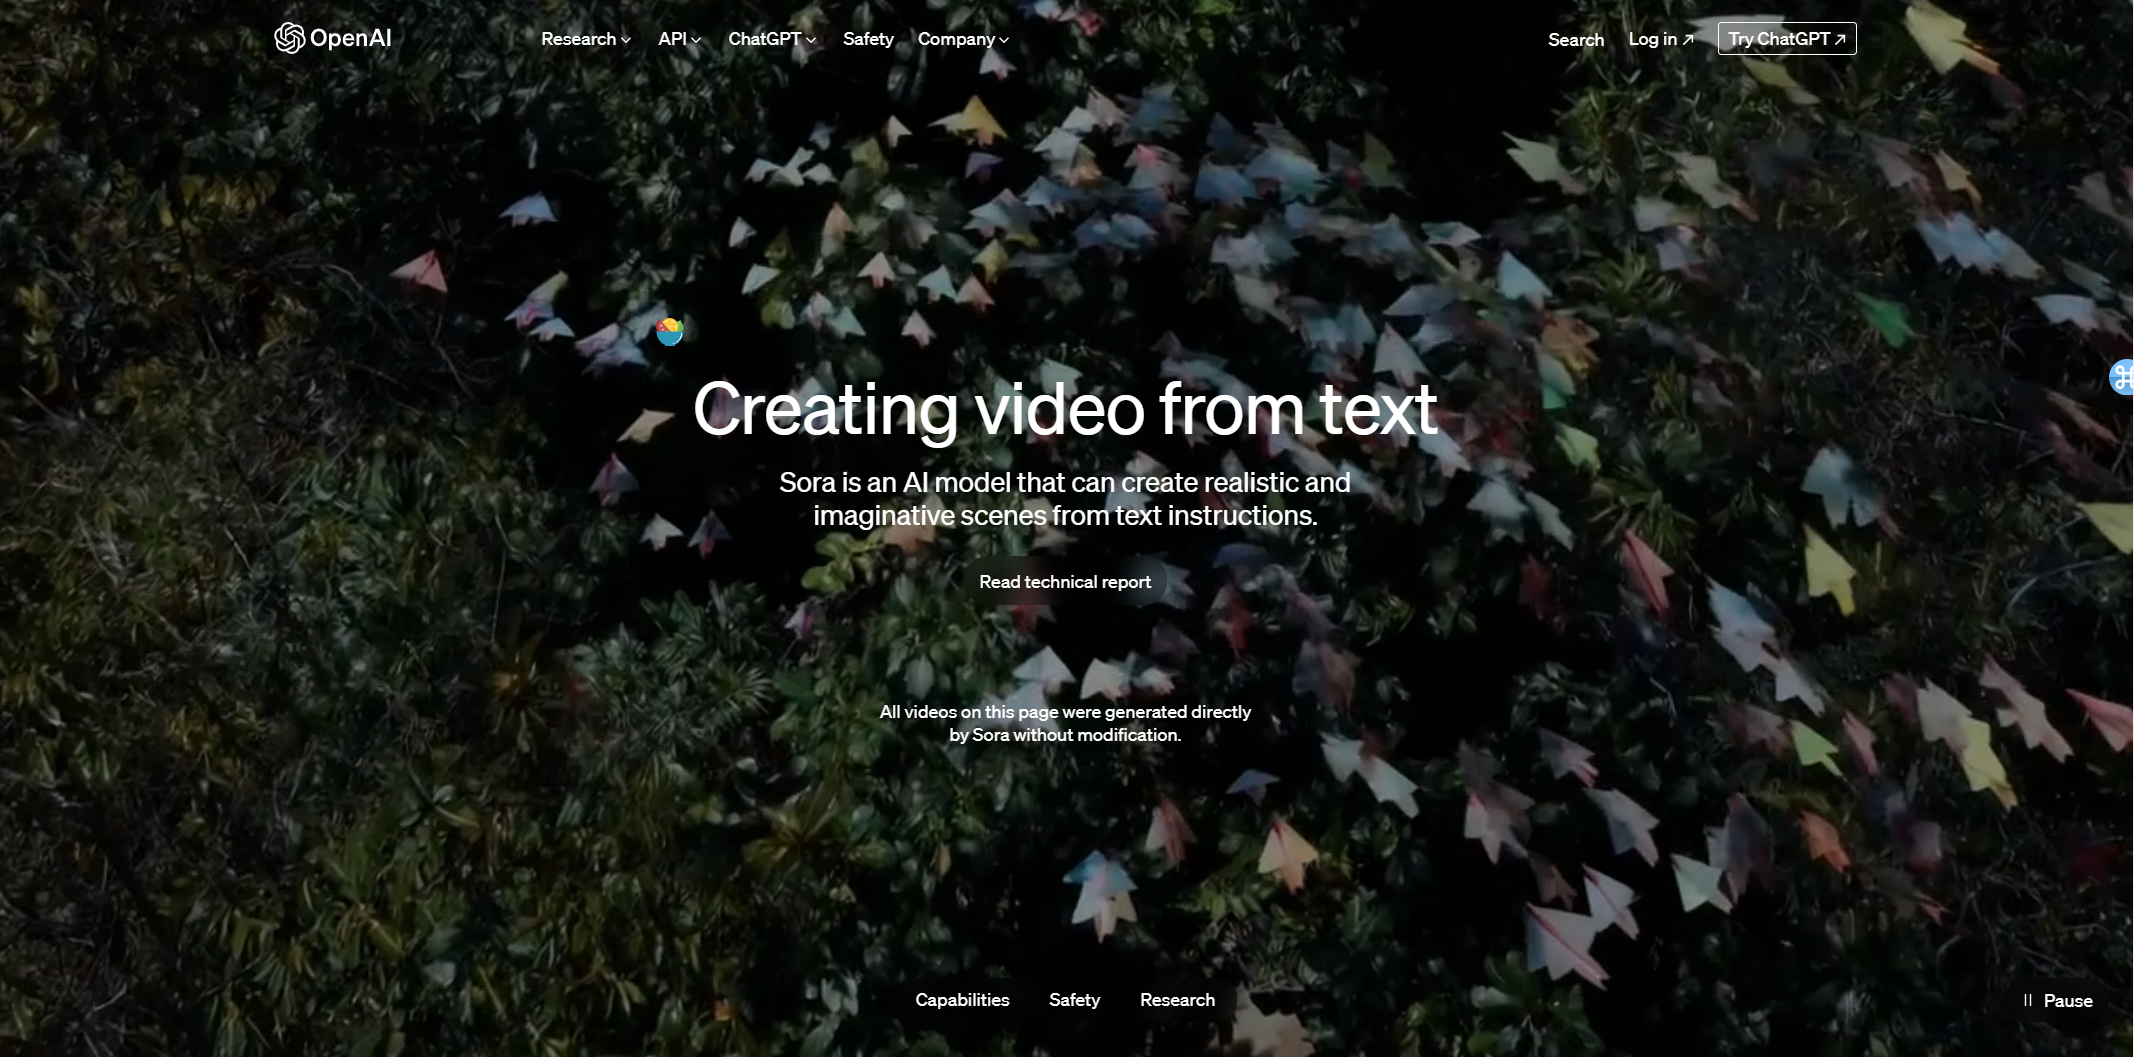 OpenAI
Research
API
ChatGPT
Safety
Company
Search
Log in
Try ChatGPT
Creating video from text
Sora is an AI model that can create realistic and
imaginative scenes from text instructions.
Read technical report
All videos on this page were generated directly
by Sora without modification.
Capabilities
Safety
Research
Pause